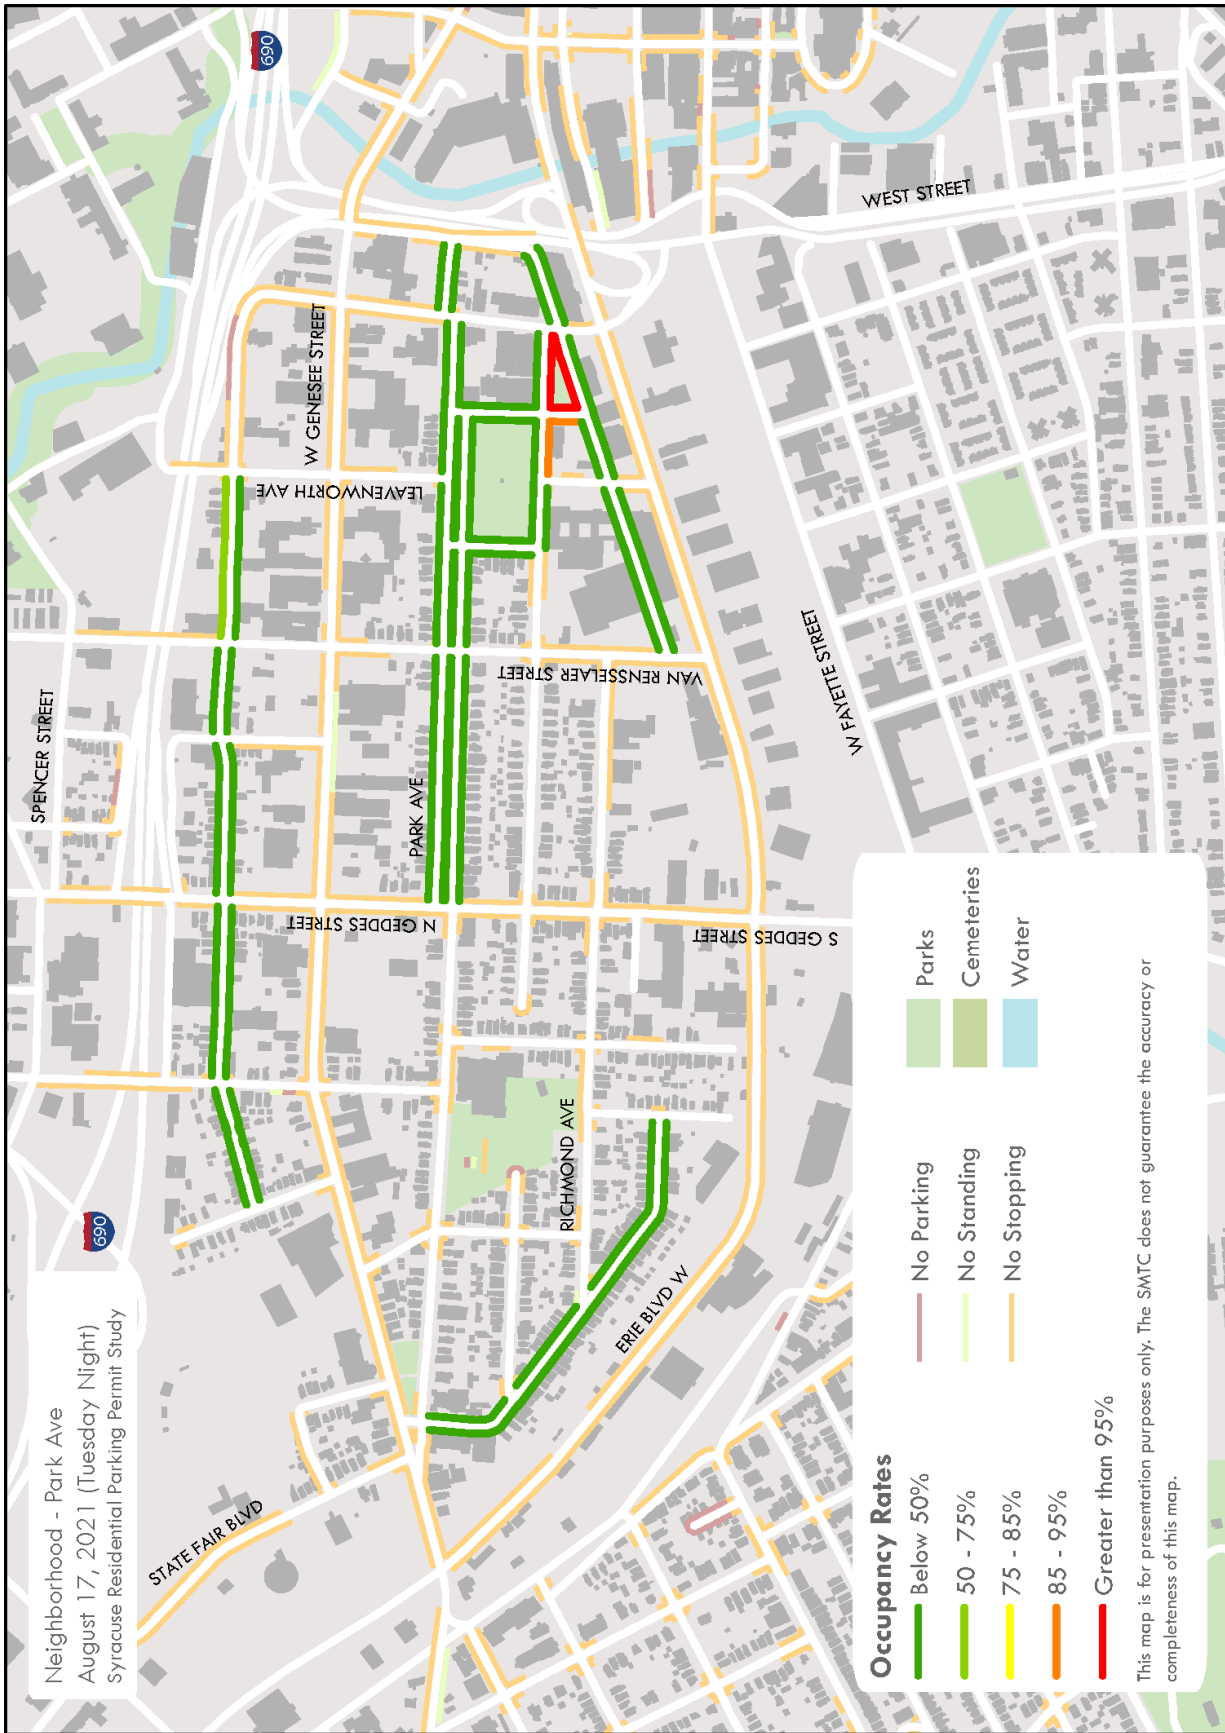 Neighborhood - Park Ave
August 17, 2021 (Tuesday Night)
Syracuse Residential Parking Permit Study
690
690
SPENCER STREET
W GENESEE STREET
LEAVENWORTH AVE
PARK AVE
N GEDDES STREET
VAN RENSSELAER STREET
S GEDDES STREET
WEST STREET
W FAYETTE STREET
RICHMOND AVE
ERIE BLVD W
STATE FAIR BLVD
Occupancy Rates
Below 50%
50 - 75%
75 - 85%
85 - 95%
Greater than 95%
No Parking
No Standing
No Stopping
Parks
Cemeteries
Water
This map is for presentation purposes only. The SMTC does not guarantee the accuracy or
completeness of this map.